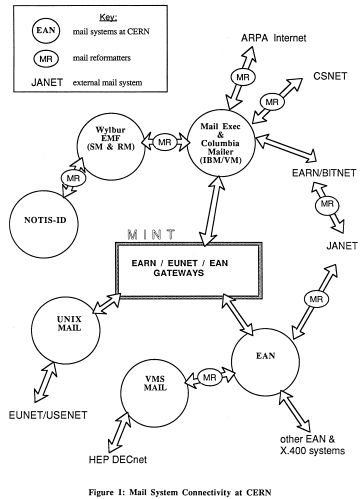 Key:
EAN
mail systems at CERN
MR
mail reformatters
JANET
external mail system
ARPA Internet
MR
CSNET
MR
Wylbur
EMF
(SM & RM)
MR
Mail Exec
&
Columbia
Mailer
(IBM/VM)
MR
EARN/BITNET
NOTIS-ID
MR
JANET
MINT
EARN / EUNET / EAN
GATEWAYS
MR
UNIX
MAIL
EAN
VMS
MAIL
MR
EUNET/USENET
other EAN &
X.400 systems
HEP DECnet
Figure 1: Mail System Connectivity at CERN